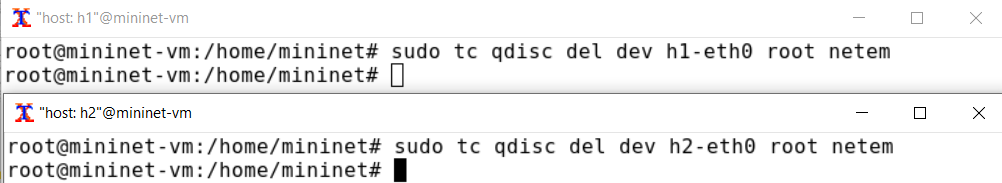 "host: h1"@mininet-vm
root@mininet-vm:/home/mininet# sudo tc qdisc del dev h1-eth0 root netem
root@mininet-vm:/home/mininet#
"host: h2"@mininet-vm
root@mininet-vm:/home/mininet# sudo tc qdisc del dev h2-eth0 root netem
root@mininet-vm:/home/mininet#